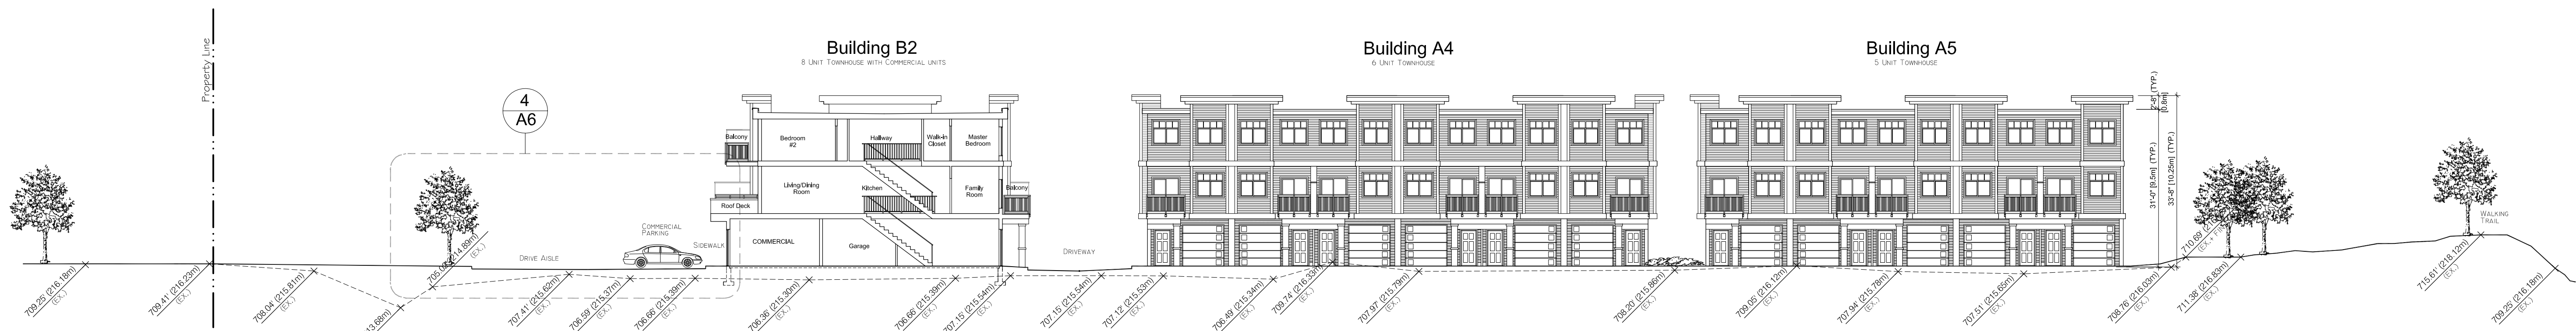 Property Line
4
A6
Building B2
8 UNIT TOWNHOUSE WITH COMMERCIAL UNITS
Building A4
6 UNIT TOWNHOUSE
Building A5
5 UNIT TOWNHOUSE
Balcony
Bedroom
#2
Hallway
Walk-in
Closet
Master
Bedroom
Living/Dining
Room
Kitchen
Family
Room
Balcony
Roof Deck
COMMERCIAL
Garage
COMMERCIAL
PARKING
SIDEWALK
DRIVE AISLE
DRIVEWAY
2'-8" (TYP.)
[0.8m]
31'-0" [9.5m] (TYP.)
33'-8" [10.25m] (TYP.)
WALKING
TRAIL
709.25' (216.18m)
(EX.)
709.41' (216.23m)
(EX.)
708.04' (215.81m)
(EX.)
13.68m)
(EX.)
707.41' (215.62m)
(EX.)
706.59' (215.37m)
(EX.)
706.66' (215.39m)
(EX.)
706.36' (215.30m)
(EX.)
706.66' (215.39m)
(EX.)
707.15' (215.54m)
(EX.)
707.15' (215.54m)
(EX.)
707.12' (215.53m)
(EX.)
706.49' (215.34m)
(EX.)
709.74' (216.33m)
(EX.)
707.97' (215.79m)
(EX.)
708.20' (215.86m)
(EX.)
709.05' (216.12m)
(EX.)
707.94' (215.78m)
(EX.)
707.51' (215.65m)
(EX.)
708.76' (216.03m)
(EX.)
710.69'
711.38' (216.83m)
(EX.)
715.61' (218.12m)
(EX.)
709.25' (216.18m)
(EX.)